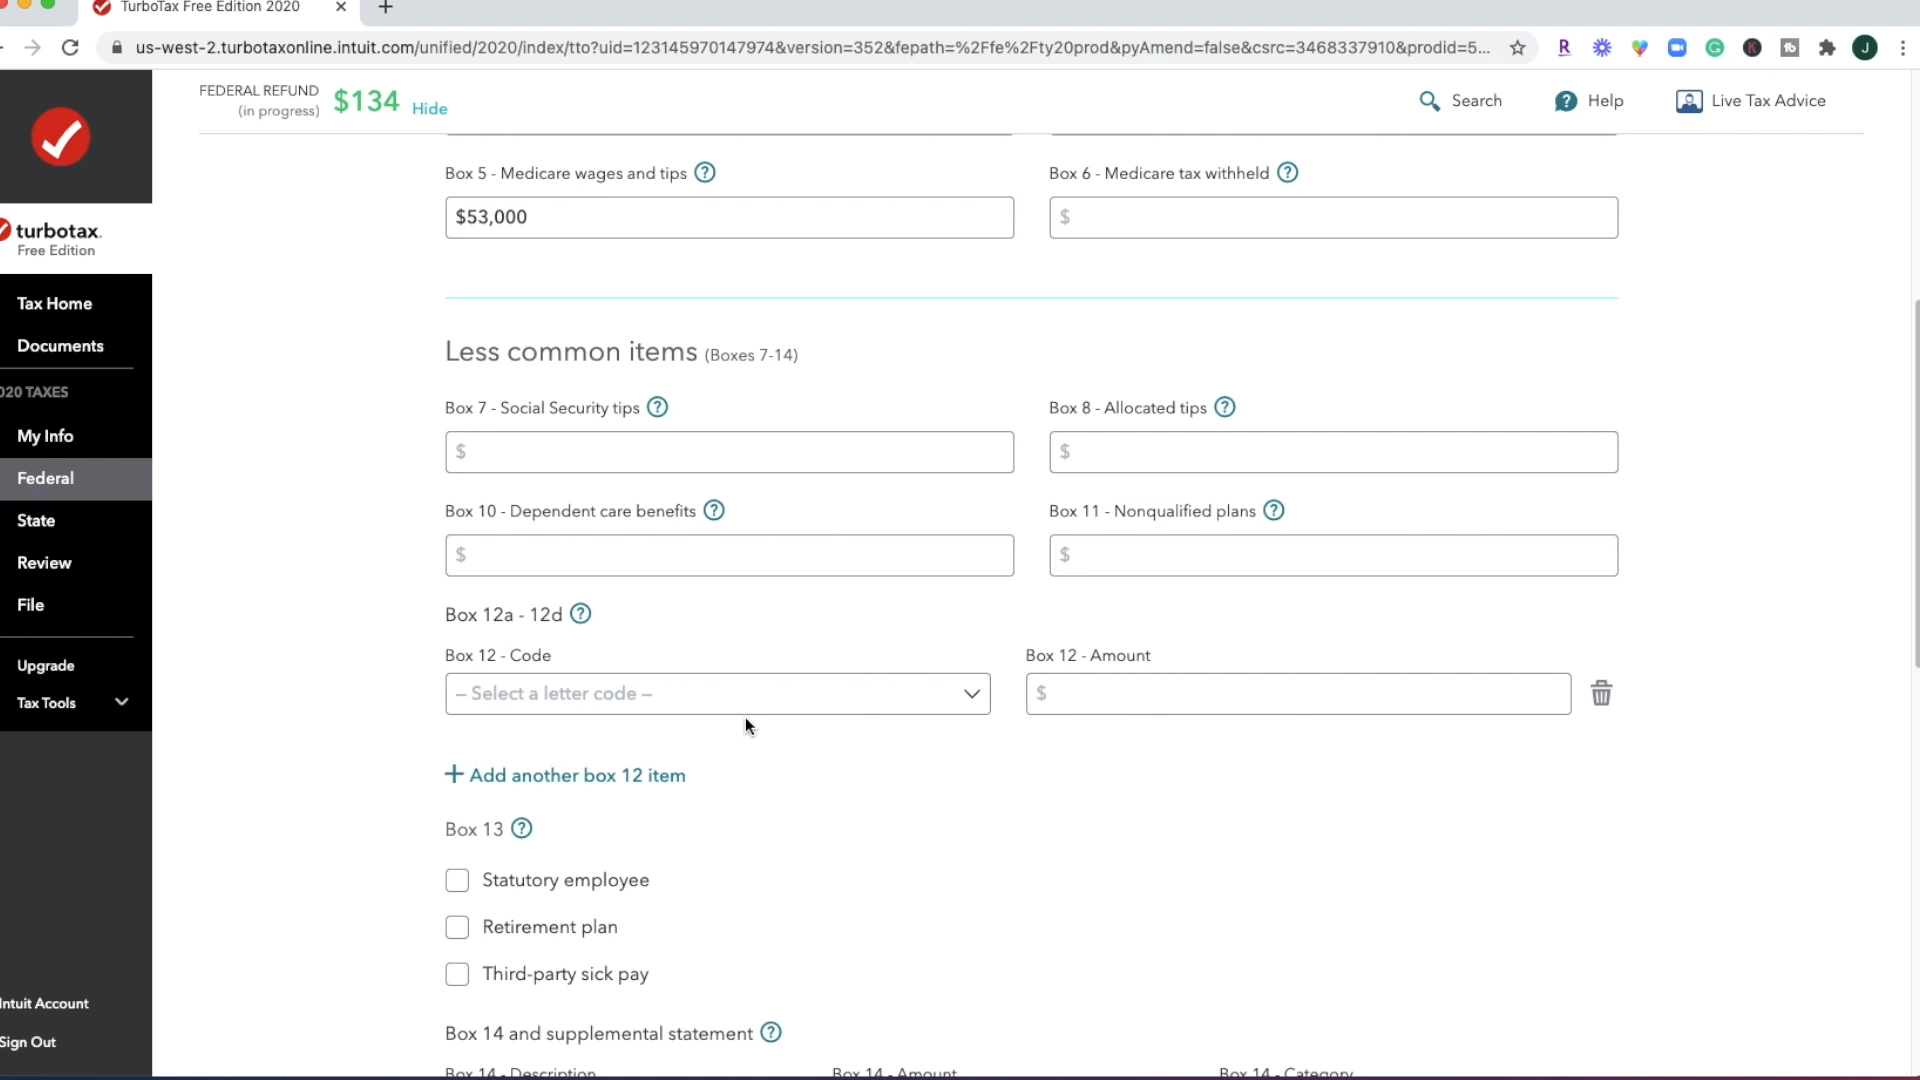 TurboTax Free Edition 2020
us-west-2.turbotaxonline.intuit.com/unified/2020/index/tto?uid=123145970147974&version=352&fepath=%2Ffe%2Fty20prod&pyAmend=false&csrc=3468337910&prodid=5...
R
K
J
FEDERAL REFUND
(in progress)
$134
Hide
Search
Help
Live Tax Advice
turbotax.
Free Edition
Tax Home
Documents
020 TAXES
My Info
Federal
State
Review
File
Upgrade
Tax Tools
Intuit Account
Sign Out
Box 5 - Medicare wages and tips ?
Box 6 - Medicare tax withheld ?
$53,000
$
Less common items (Boxes 7-14)
Box 7 - Social Security tips ?
Box 8 - Allocated tips ?
$
$
Box 10 - Dependent care benefits ?
Box 11 - Nonqualified plans ?
$
$
Box 12a - 12d ?
Box 12 - Code
Box 12 - Amount
– Select a letter code –
$
+ Add another box 12 item
Box 13 ?
Statutory employee
Retirement plan
Third-party sick pay
Box 14 and supplemental statement ?
Box 14 - Description
Box 14 - Amount
Box 14 - Category